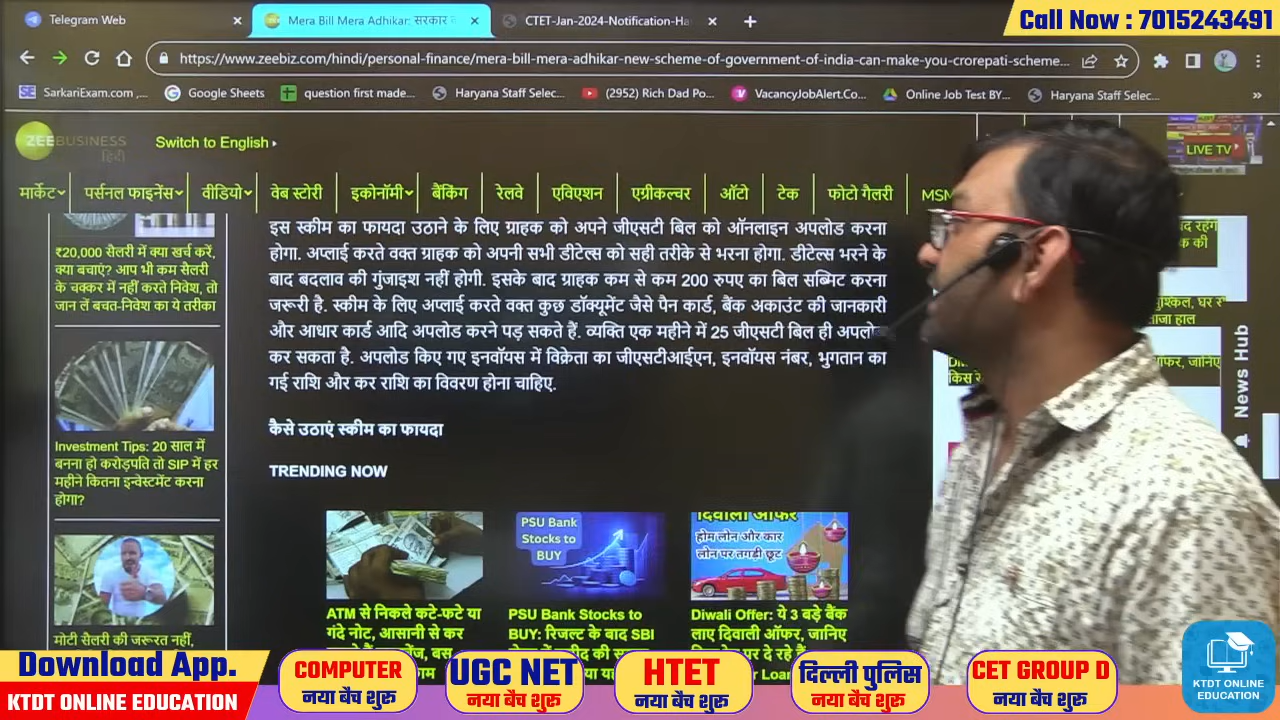 Telegram Web
Mera Bill Mera Adhikar: सरकार
CTET-Jan-2024-Notification-Ha
Call Now : 7015243491
https://www.zeebiz.com/hindi/personal-finance/mera-bill-mera-adhikar-new-scheme-of-government-of-india-can-make-you-crorepati-scheme...
SarkariExam.com ,...
Google Sheets
question first made...
Haryana Staff Selec...
(2952) Rich Dad Po...
VacancyJobAlert.Co...
Online Job Test BY...
Haryana Staff Selec...
ZEEBUSINESS
हिंदी
Switch to English
LIVE TV
मार्केट
पर्सनल फाइनेंस
वीडियो
वेब स्टोरी
इकोनॉमी
बैंकिंग
रेलवे
एविएशन
एग्रीकल्चर
ऑटो
टेक
फोटो गैलरी
MSM
₹20,000 सैलरी में क्या खर्च करें,
क्या बचाएं? आप भी कम सैलरी
के चक्कर में नहीं करते निवेश, तो
जान लें बचत-निवेश का ये तरीका
Investment Tips: 20 साल में
बनना हो करोड़पति तो SIP में हर
महीने कितना इन्वेस्टमेंट करना
होगा?
मोटी सैलरी की जरूरत नहीं,
इस स्कीम का फायदा उठाने के लिए ग्राहक को अपने जीएसटी बिल को ऑनलाइन अपलोड करना
होगा. अप्लाई करते वक्त ग्राहक को अपनी सभी डीटेल्स को सही तरीके से भरना होगा. डीटेल्स भरने के
बाद बदलाव की गुंजाइश नहीं होगी. इसके बाद ग्राहक कम से कम 200 रुपए का बिल सब्मिट करना
जरूरी है. स्कीम के लिए अप्लाई करते वक्त कुछ डॉक्यूमेंट जैसे पैन कार्ड, बैंक अकाउंट की जानकारी
और आधार कार्ड आदि अपलोड करने पड़ सकते हैं. व्यक्ति एक महीने में 25 जीएसटी बिल ही अपलोड
कर सकता है. अपलोड किए गए इनवॉयस में विक्रेता का जीएसटीआईएन, इनवॉयस नंबर, भुगतान का
गई राशि और कर राशि का विवरण होना चाहिए.
कैसे उठाएं स्कीम का फायदा
TRENDING NOW
PSU Bank
Stocks to
BUY
दिवाली ऑफर
होम लोन और कार
लोन पर तगड़ी छूट
ATM से निकले कटे-फटे या
गंदे नोट, आसानी से कर
PSU Bank Stocks to
BUY: रिजल्ट के बाद SBI
Diwali Offer: ये 3 बड़े बैंक
लाए दिवाली ऑफर, जानिए
रहेंगे
क की
मुश्किल, घर
ताजा हाल
ऑफर, जानिए
किस
News Hub
Download App.
KTDT ONLINE EDUCATION
COMPUTER
नया बैच शुरू
UGC NET
नया बैच शुरू
HTET
नया बैच शुरू
दिल्ली पुलिस
नया बैच शुरू
CET GROUP D
नया बैच शुरू
KTDT ONLINE
EDUCATION